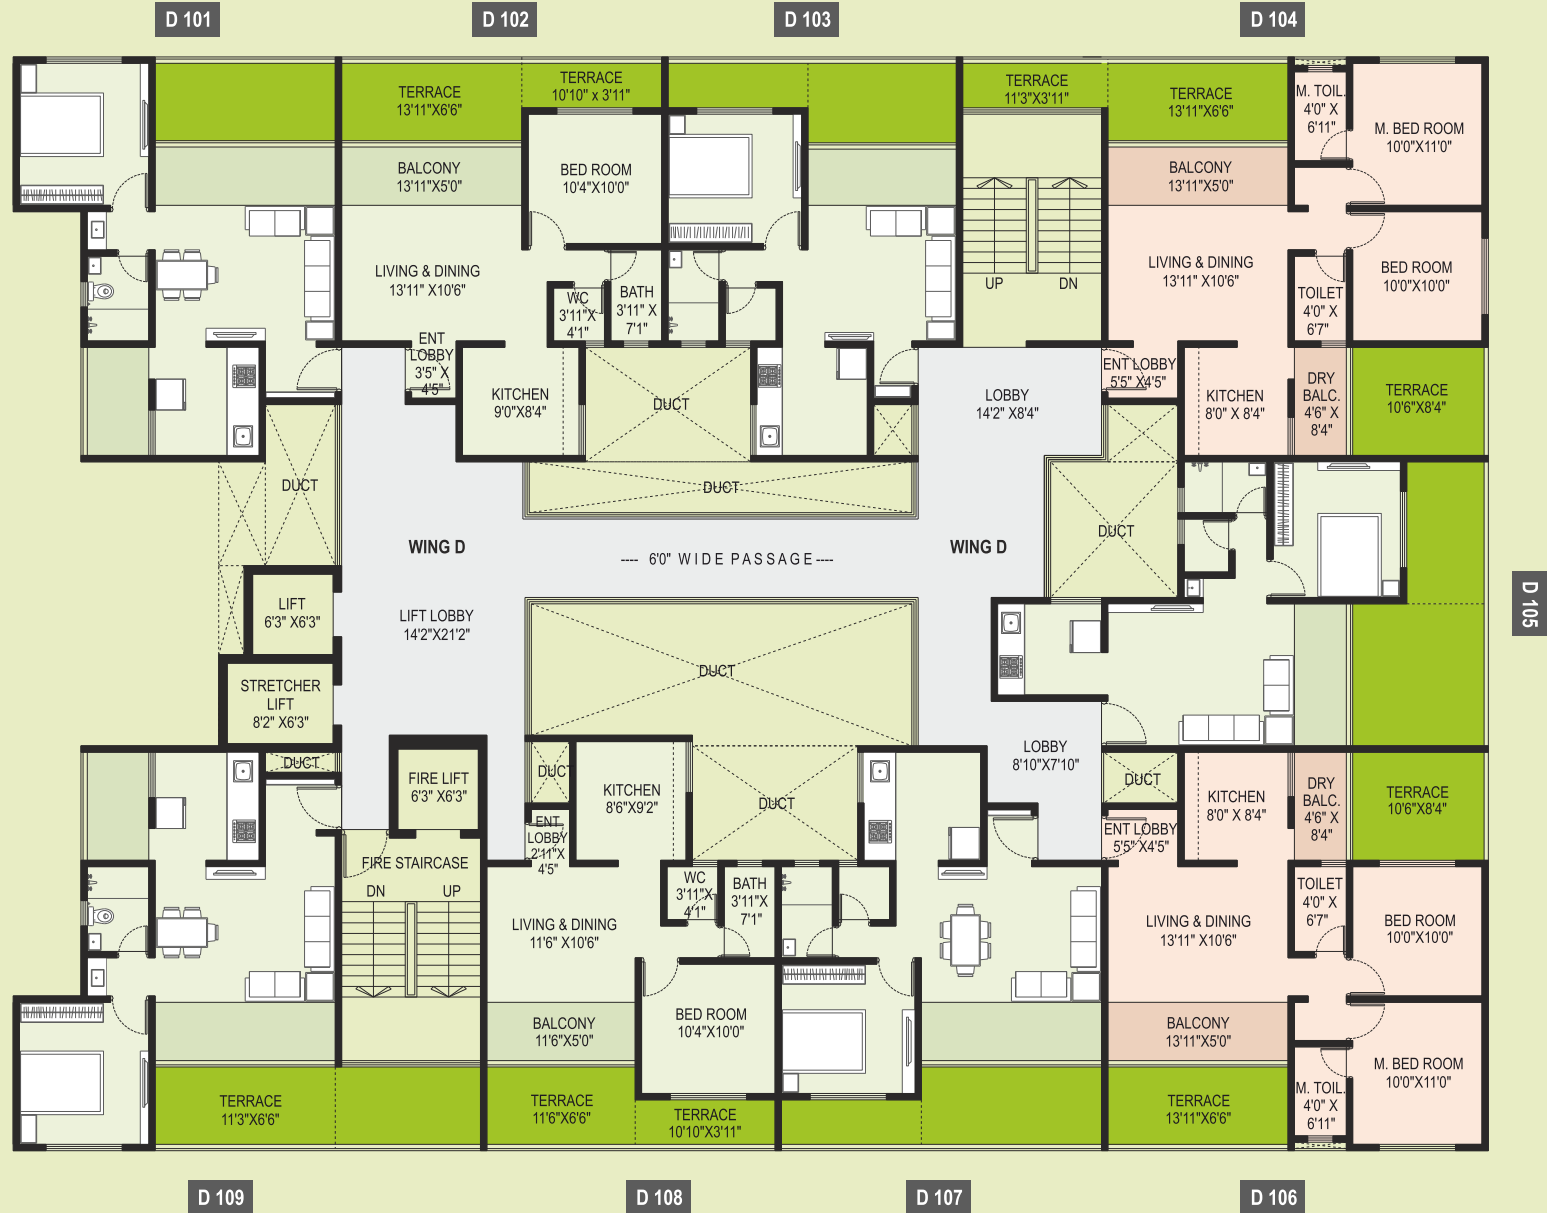 D 101
D 102
D 103
D 104
TERRACE
13'11"X6'6"
TERRACE
10'10" x 3'11"
TERRACE
11'3"X3'11"
TERRACE
13'11"X6'6"
M. TOIL.
4'0" X
6'11"
M. BED ROOM
10'0"X11'0"
BALCONY
13'11"X5'0"
BED ROOM
10'4"X10'0"
BALCONY
13'11"X5'0"
LIVING & DINING
13'11" X10'6"
WC
3'11"X
4'1"
BATH
3'11" X
7'1"
UP
DN
LIVING & DINING
13'11" X10'6"
TOILET
4'0" X
6'7"
BED ROOM
10'0"X10'0"
ENT
LOBBY
3'5" X
4'5"
KITCHEN
9'0"X8'4"
DUCT
LOBBY
14'2" X8'4"
ENT LOBBY
5'5" X4'5"
KITCHEN
8'0" X 8'4"
DRY
BALC.
4'6" X
8'4"
TERRACE
10'6"X8'4"
DUCT
DUCT
DUCT
WING D
---- 6'0" WIDE PASSAGE ----
WING D
LIFT
6'3" X6'3"
LIFT LOBBY
14'2"X21'2"
D 105
STRETCHER
LIFT
8'2" X6'3"
DUCT
DUCT
FIRE LIFT
6'3" X6'3"
DUCT
KITCHEN
8'6"X9'2"
DUCT
LOBBY
8'10"X7'10"
DUCT
KITCHEN
8'0" X 8'4"
DRY
BALC.
4'6" X
8'4"
TERRACE
10'6"X8'4"
ENT
LOBBY
2'11"X
4'5"
ENT LOBBY
5'5" X4'5"
FIRE STAIRCASE
DN
UP
WC
3'11"X
4'1"
BATH
3'11"X
7'1"
TOILET
4'0" X
6'7"
LIVING & DINING
11'6" X10'6"
LIVING & DINING
13'11" X10'6"
BED ROOM
10'0"X10'0"
BALCONY
11'6"X5'0"
BED ROOM
10'4"X10'0"
BALCONY
13'11"X5'0"
M. BED ROOM
10'0"X11'0"
TERRACE
11'3"X6'6"
TERRACE
11'6"X6'6"
TERRACE
10'10"X3'11"
TERRACE
13'11"X6'6"
M. TOIL.
4'0" X
6'11"
D 109
D 108
D 107
D 106